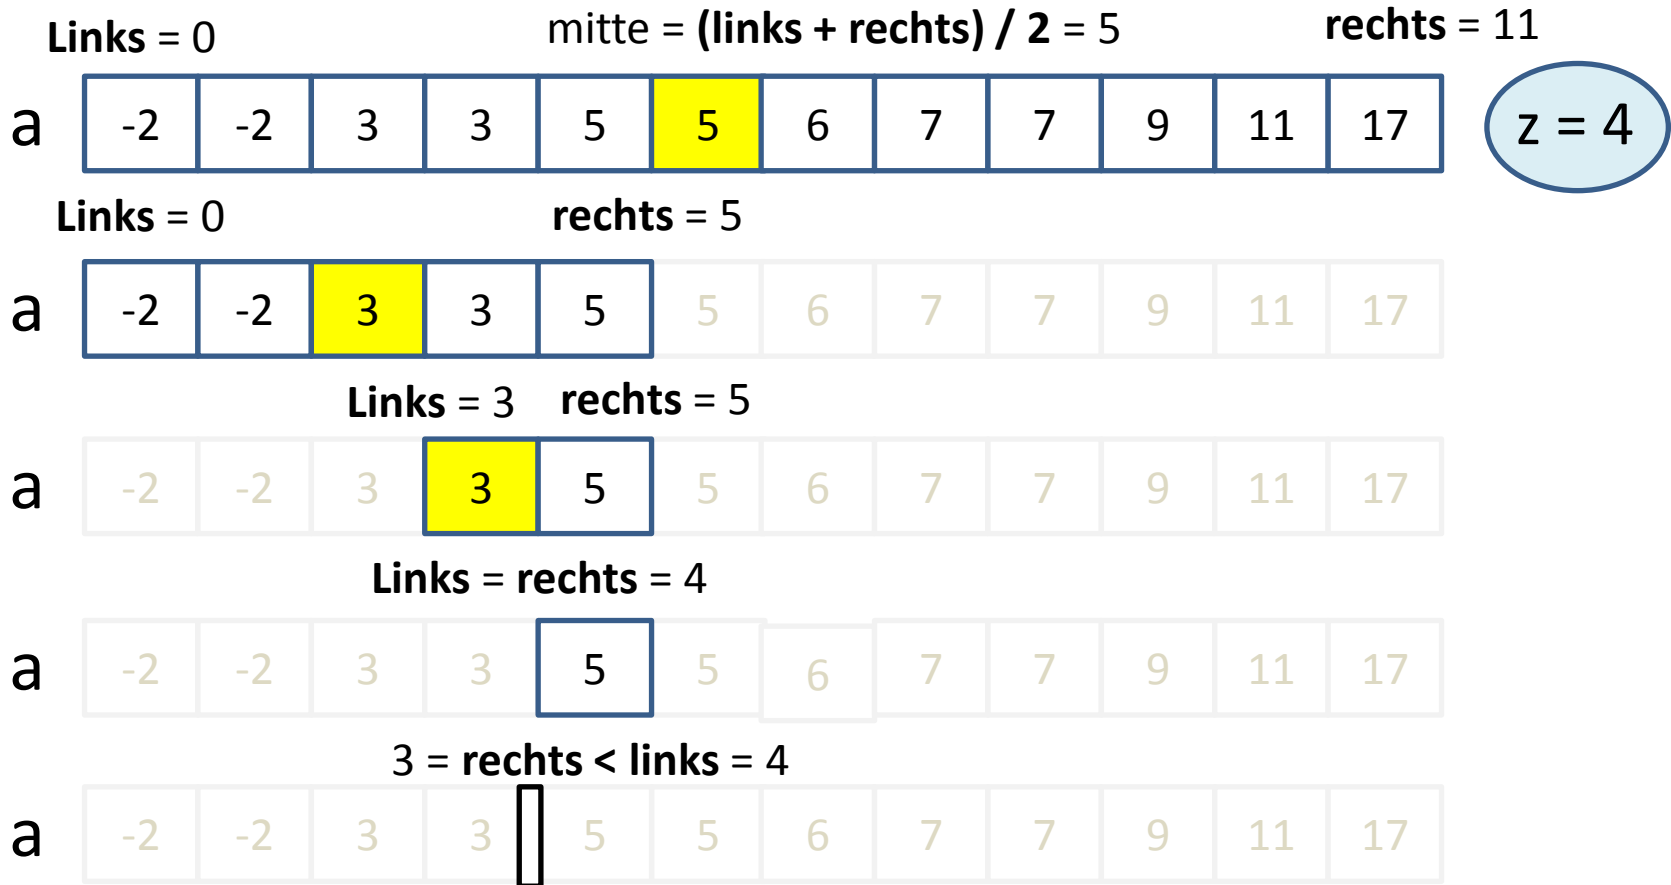 Links = 0 mitte = (links + rechts) / 2 = 5 rechts = 11
a -2 -2 3 3 5 5 6 7 7 9 11 17 z = 4
Links = 0 rechts = 5
a -2 -2 3 3 5 5 6 7 7 9 11 17
Links = 3 rechts = 5
a -2 -2 3 3 5 5 6 7 7 9 11 17
Links = rechts = 4
a -2 -2 3 3 5 5 6 7 7 9 11 17
3 = rechts < links = 4
a -2 -2 3 3 5 5 6 7 7 9 11 17